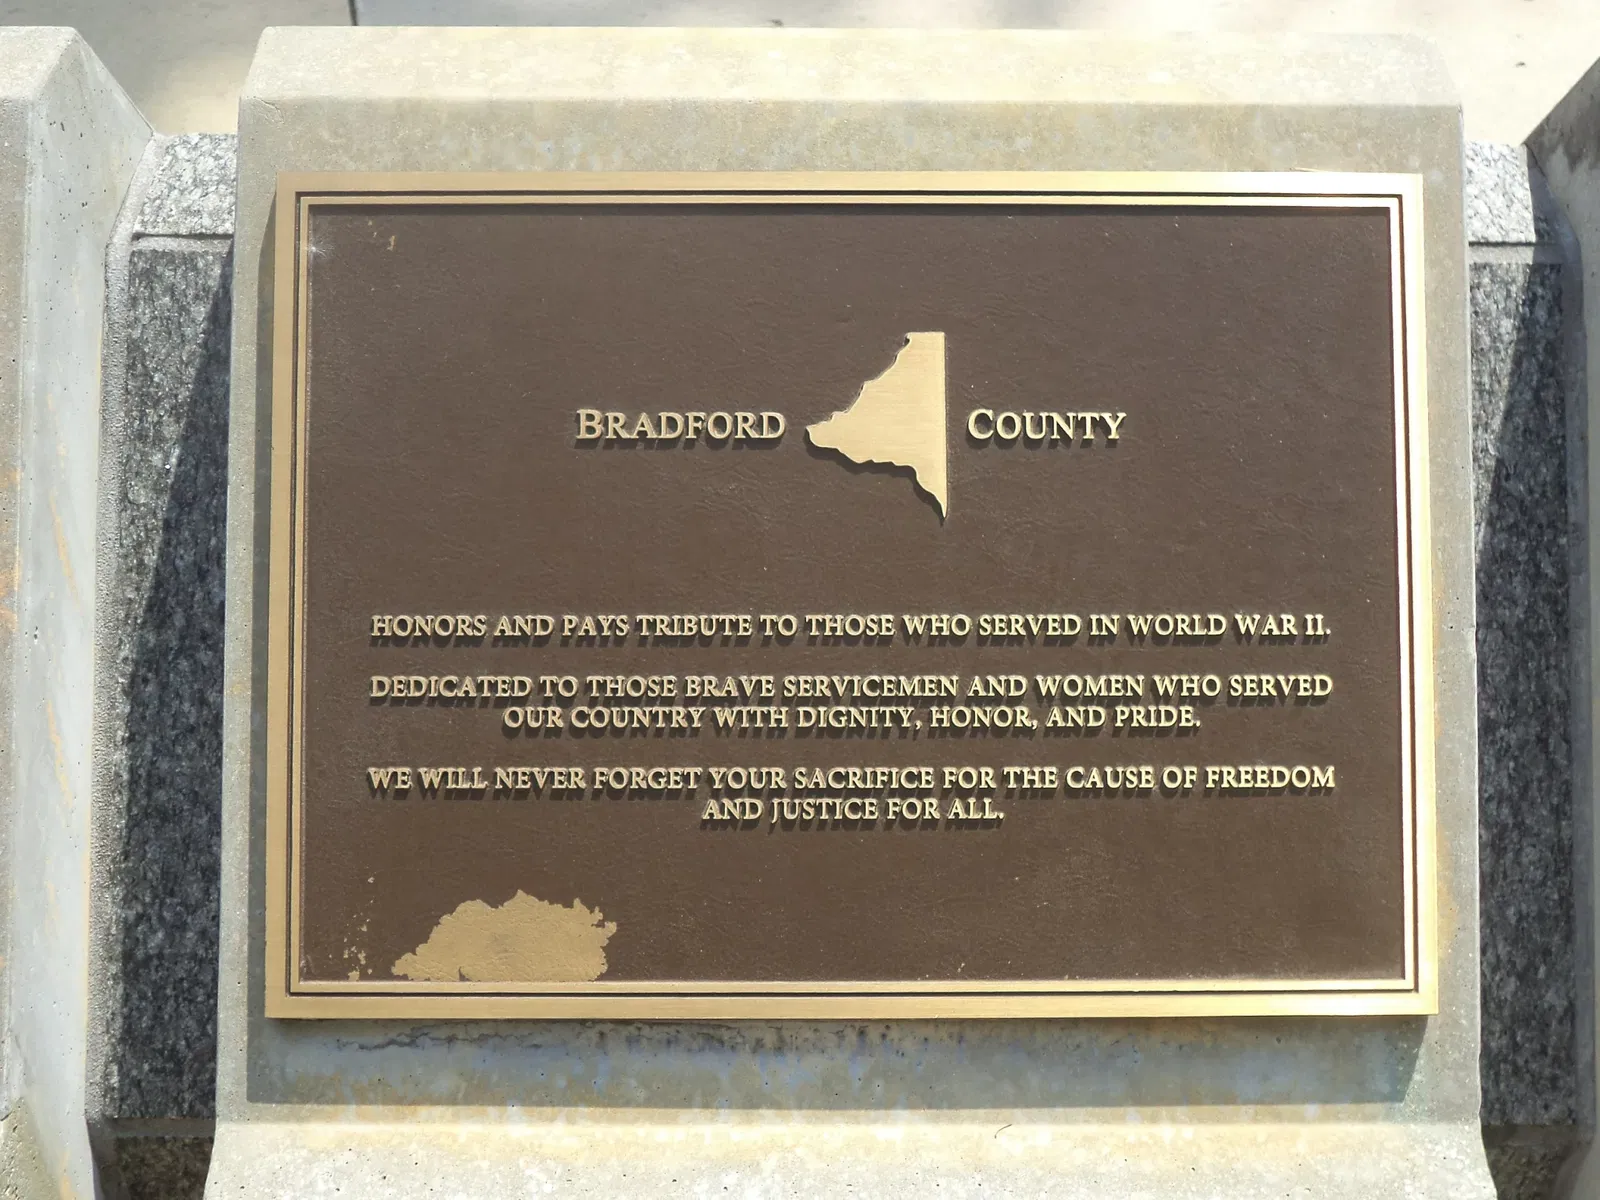 BRADFORD COUNTY
HONORS AND PAYS TRIBUTE TO THOSE WHO SERVED IN WORLD WAR II.
DEDICATED TO THOSE BRAVE SERVICEMEN AND WOMEN WHO SERVED
OUR COUNTRY WITH DIGNITY, HONOR, AND PRIDE.
WE WILL NEVER FORGET YOUR SACRIFICE FOR THE CAUSE OF FREEDOM
AND JUSTICE FOR ALL.